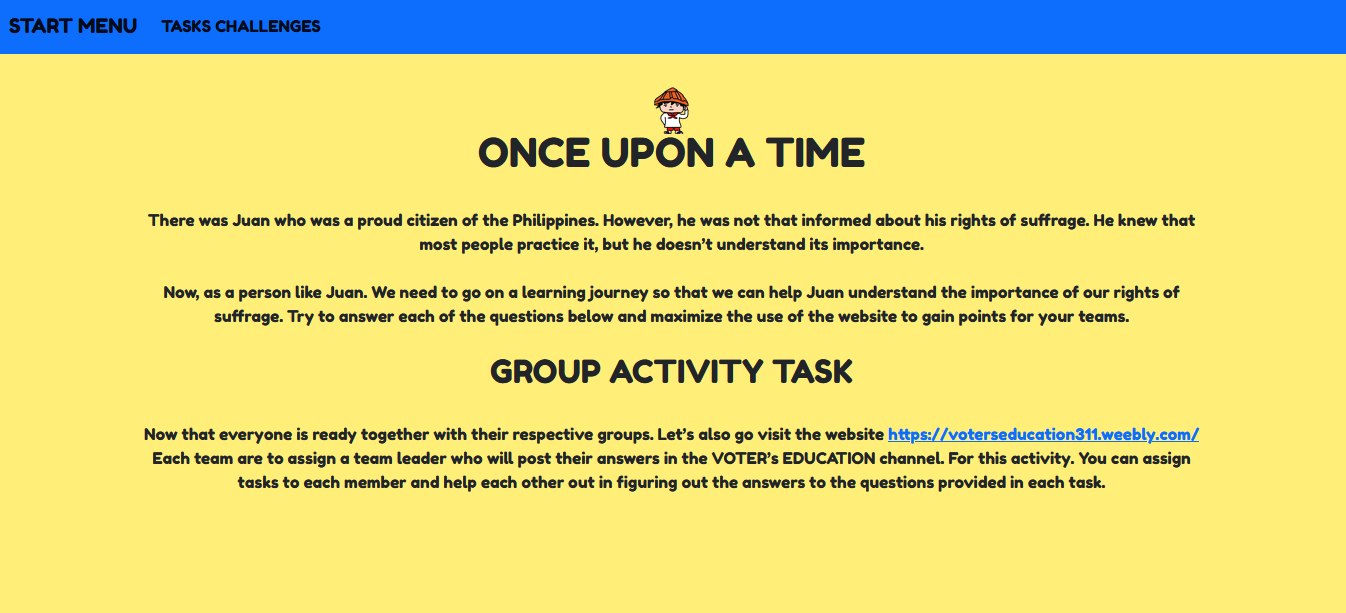 START MENU TASKS CHALLENGES
ONCE UPON A TIME
There was Juan who was a proud citizen of the Philippines. However, he was not that informed about his rights of suffrage. He knew that
most people practice it, but he doesn’t understand its importance.
Now, as a person like Juan. We need to go on a learning journey so that we can help Juan understand the importance of our rights of
suffrage. Try to answer each of the questions below and maximize the use of the website to gain points for your teams.
GROUP ACTIVITY TASK
Now that everyone is ready together with their respective groups. Let’s also go visit the website https://voterseducation311.weebly.com/
Each team are to assign a team leader who will post their answers in the VOTER’s EDUCATION channel. For this activity. You can assign
tasks to each member and help each other out in figuring out the answers to the questions provided in each task.